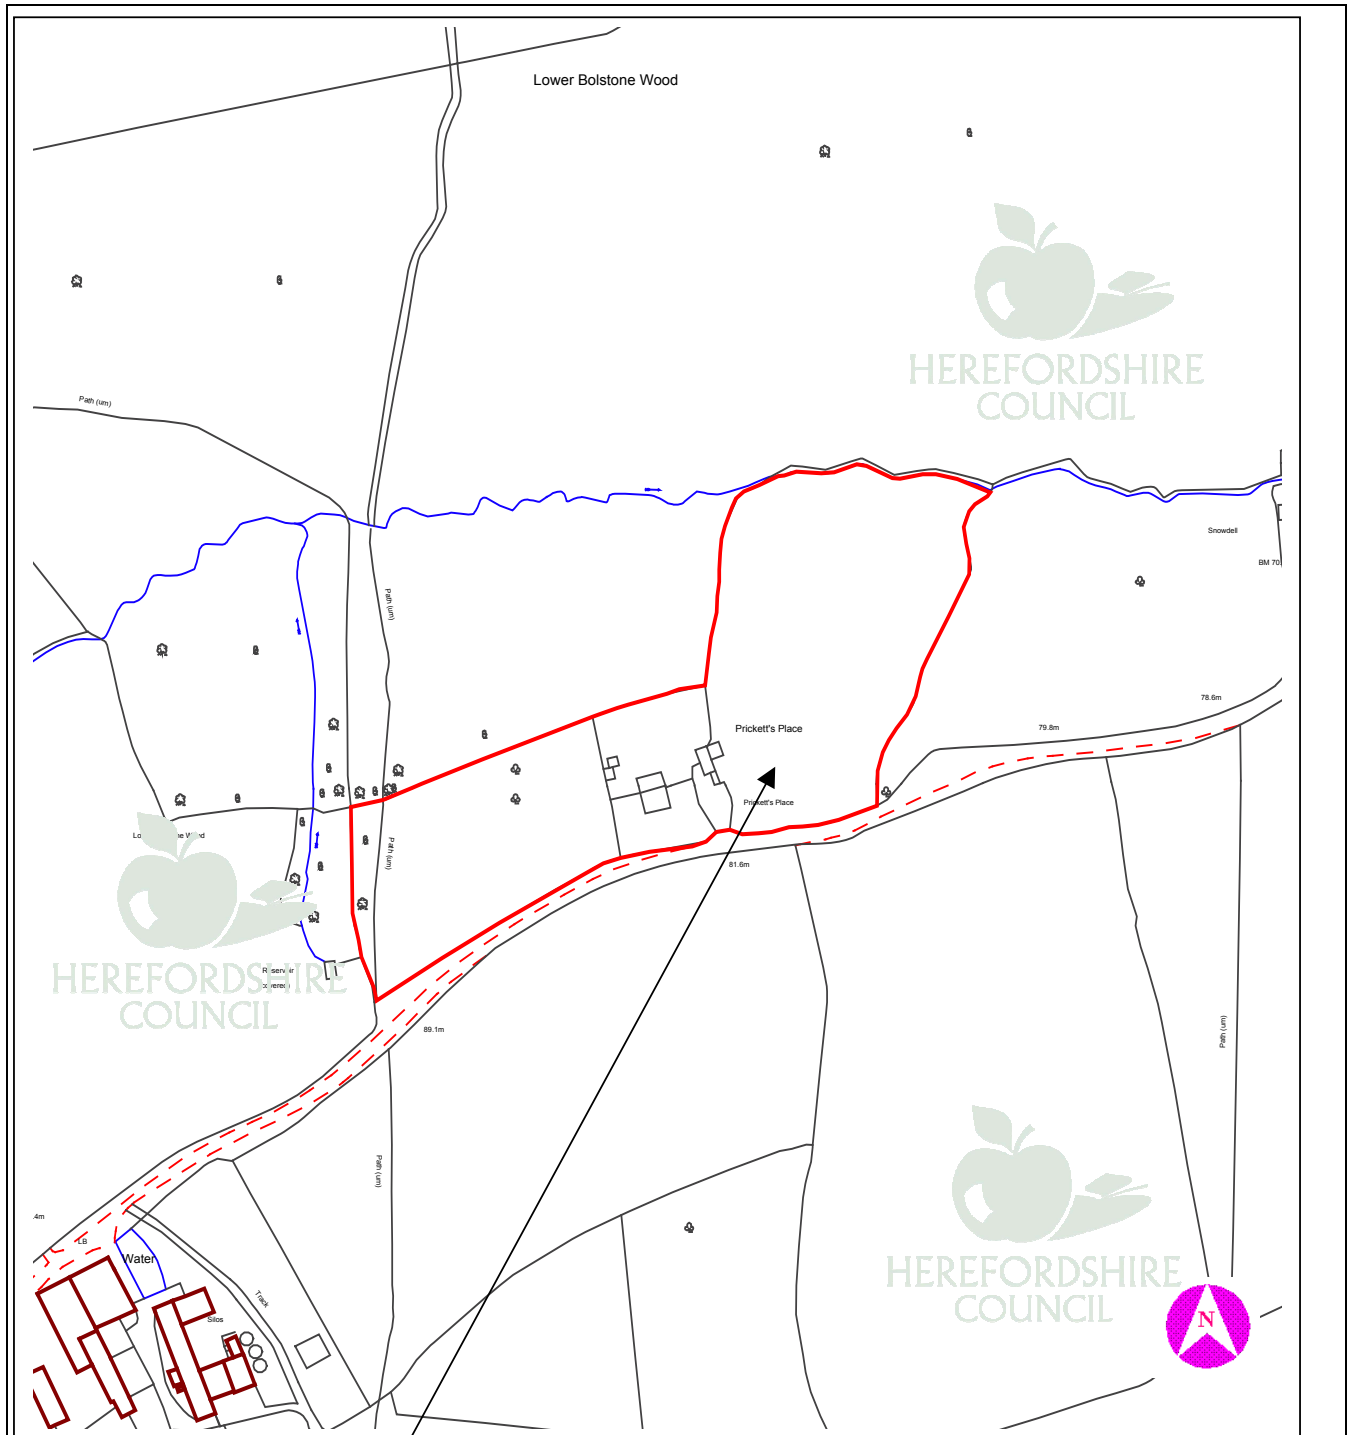 Lower Bolstone Wood
HEREFORDSHIRE
COUNCIL
Path (um)
Snowdell
BM 70
Path (um)
78.6m
Prickett's Place
79.8m
Prickett's Place
Path (um)
81.6m
HEREFORDSHIRE
COUNCIL
Reservoir
89.1m
Path (um)
Path (um)
HEREFORDSHIRE
COUNCIL
.4m
LB
Water
Track
Silos
N